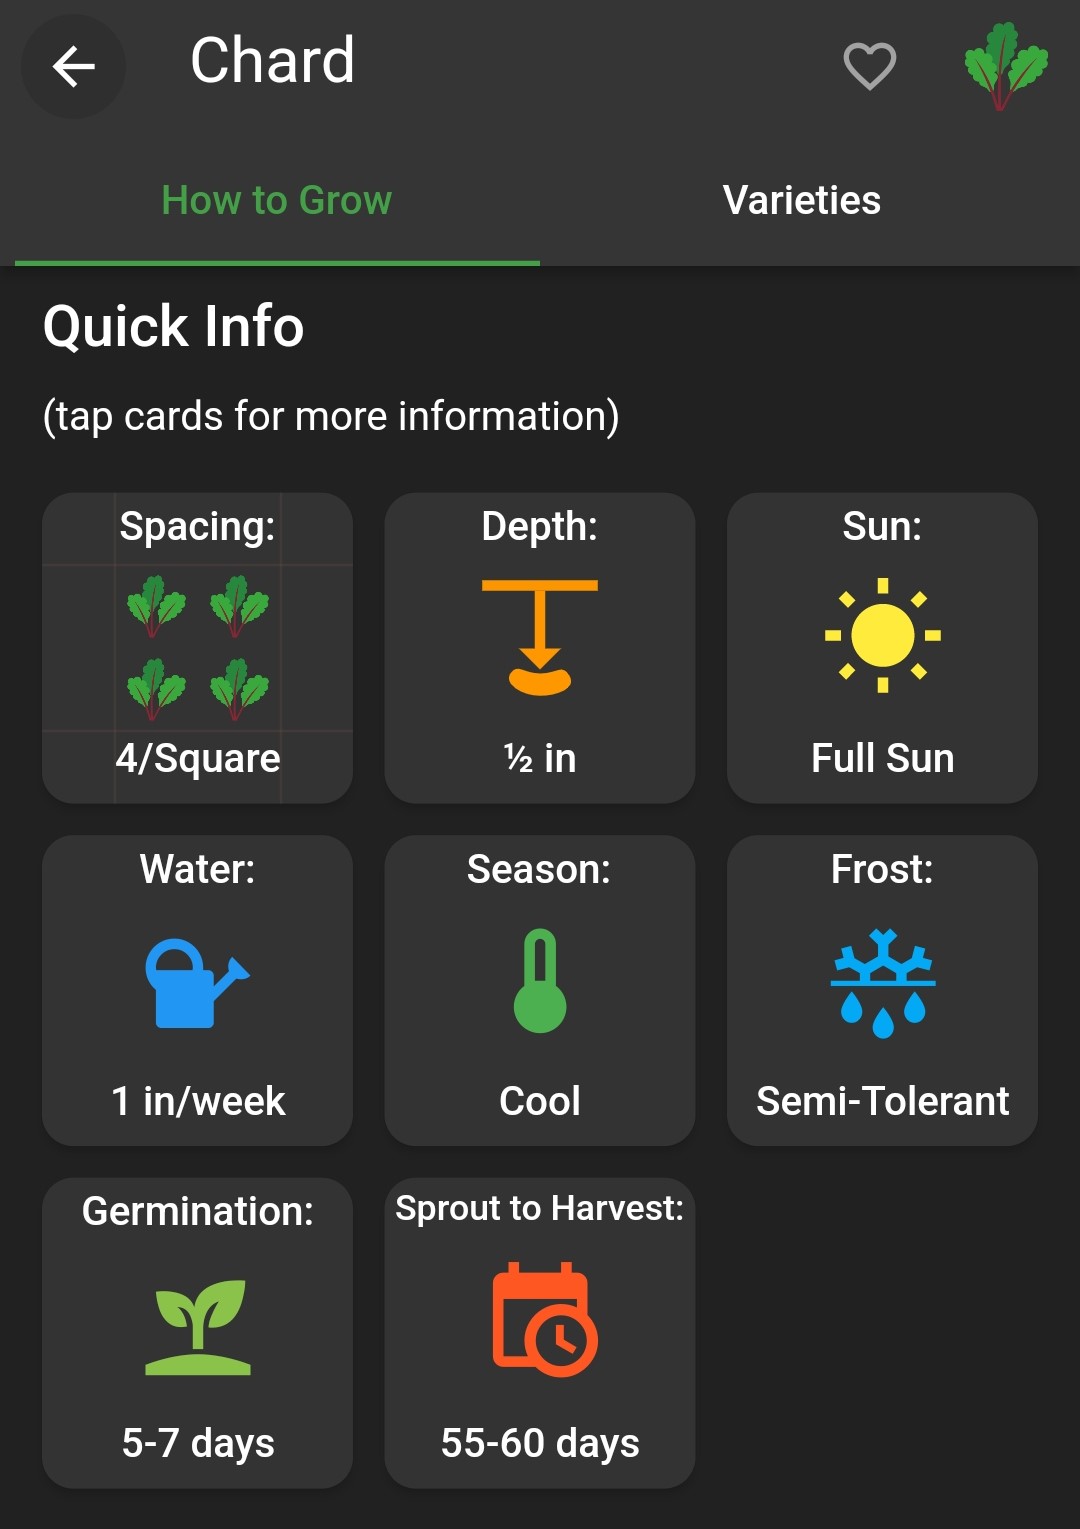 Chard
How to Grow
Varieties
Quick Info
(tap cards for more information)
Spacing:
4/Square
Depth:
½ in
Sun:
Full Sun
Water:
1 in/week
Season:
Cool
Frost:
Semi-Tolerant
Germination:
5-7 days
Sprout to Harvest:
55-60 days